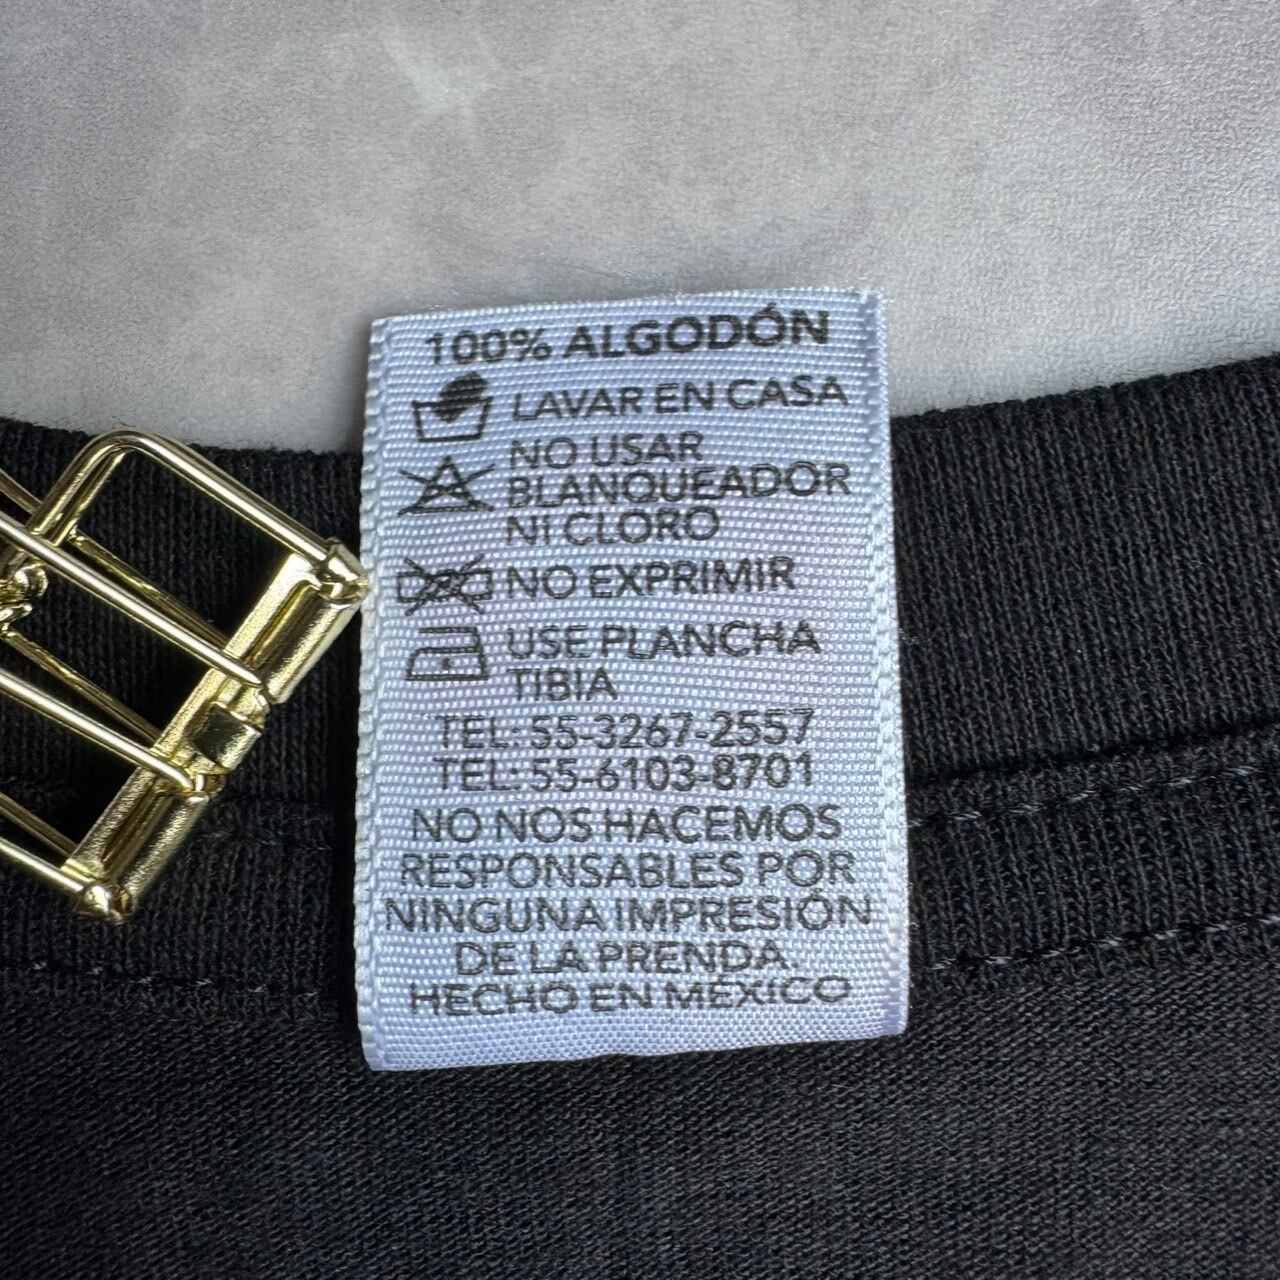 100% ALGODÓN
LAVAR EN CASA
NO USAR
BLANQUEADOR
NI CLORO
NO EXPRIMIR
USE PLANCHA
TIBIA
TEL: 55-3267-2557
TEL: 55-6103-8701
NO NOS HACEMOS
RESPONSABLES POR
NINGUNA IMPRESIÓN
DE LA PRENDA.
HECHO EN MÉXICO